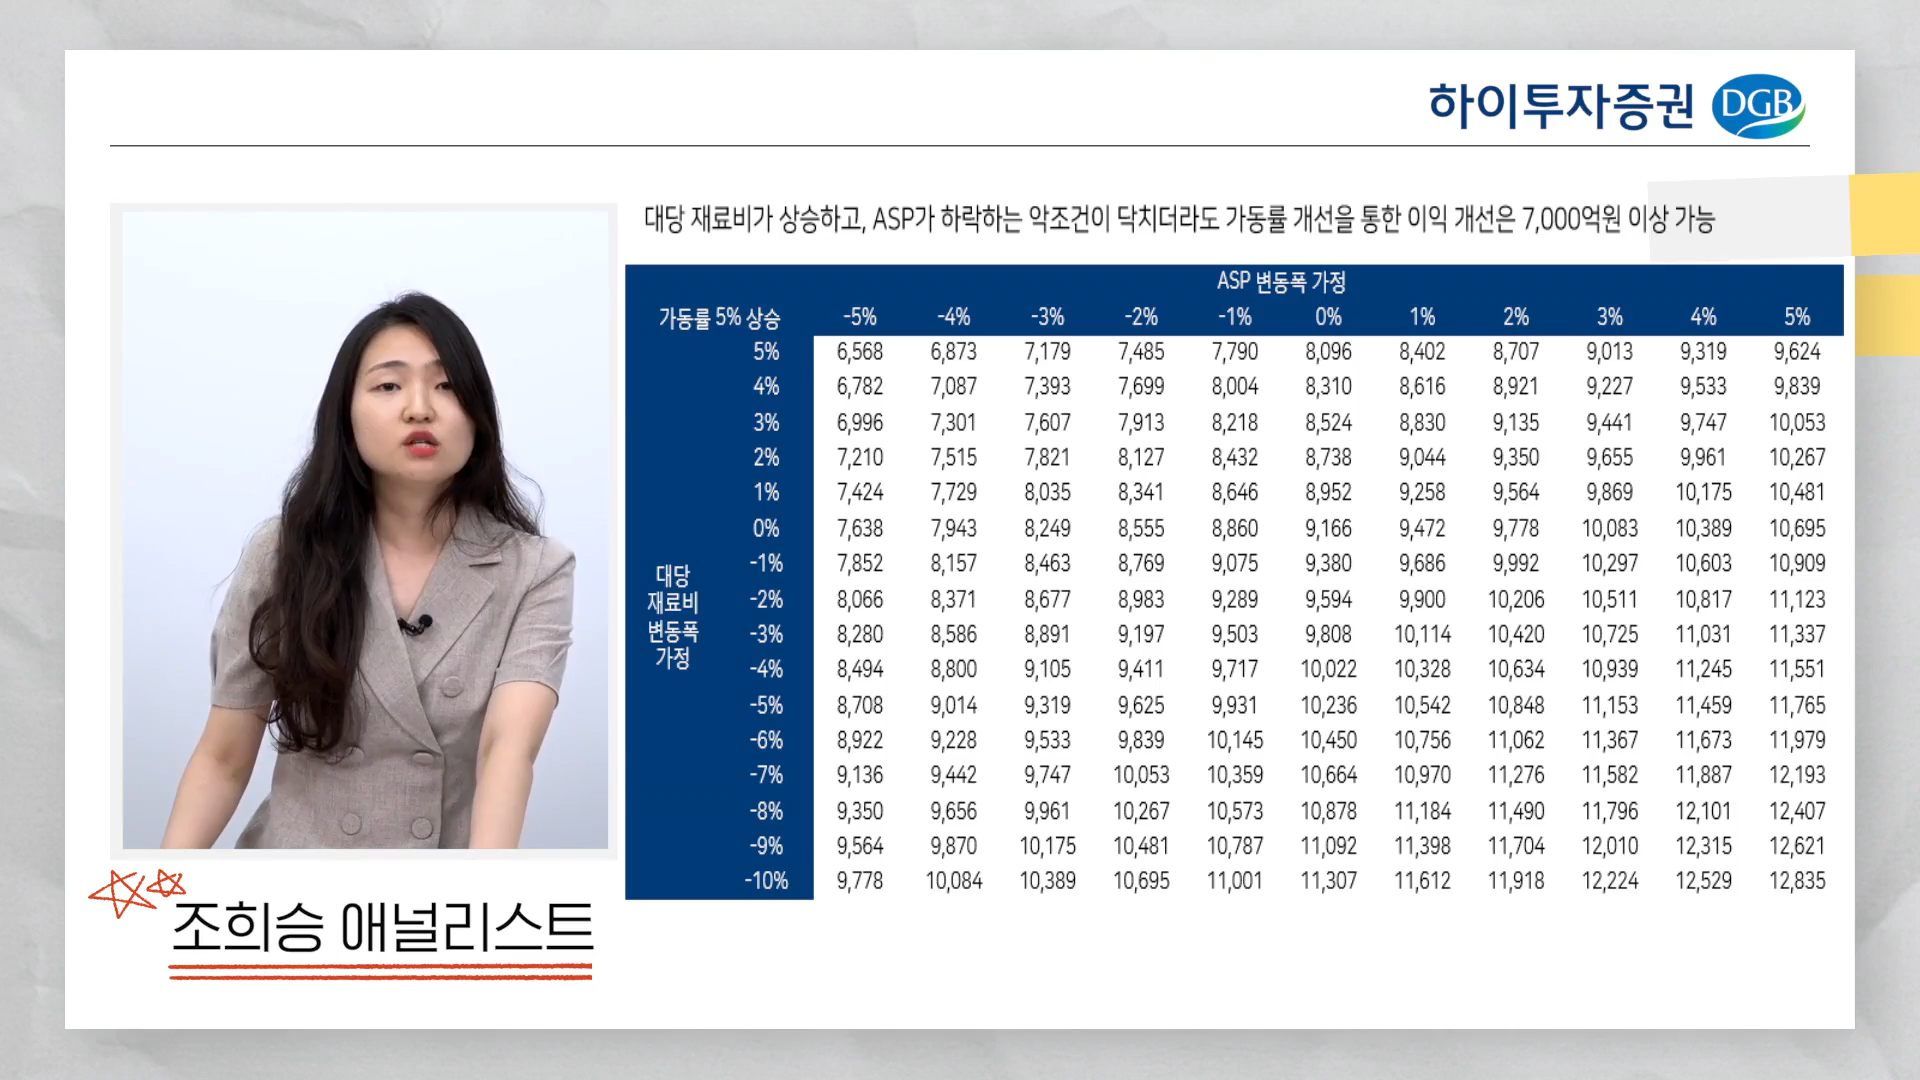 하이투자증권 DGB
대당 재료비가 상승하고, ASP가 하락하는 악조건이 닥치더라도 가동률 개선을 통한 이익 개선은 7,000억원 이상 가능
ASP 변동폭 가정
가동률 5% 상승 -5% -4% -3% -2% -1% 0% 1% 2% 3% 4% 5%
5% 6,568 6,873 7,179 7,485 7,790 8,096 8,402 8,707 9,013 9,319 9,624
4% 6,782 7,087 7,393 7,699 8,004 8,310 8,616 8,921 9,227 9,533 9,839
3% 6,996 7,301 7,607 7,913 8,218 8,524 8,830 9,135 9,441 9,747 10,053
2% 7,210 7,515 7,821 8,127 8,432 8,738 9,044 9,350 9,655 9,961 10,267
1% 7,424 7,729 8,035 8,341 8,646 8,952 9,258 9,564 9,869 10,175 10,481
0% 7,638 7,943 8,249 8,555 8,860 9,166 9,472 9,778 10,083 10,389 10,695
-1% 7,852 8,157 8,463 8,769 9,075 9,380 9,686 9,992 10,297 10,603 10,909
대당
재료비
변동폭
가정
-2% 8,066 8,371 8,677 8,983 9,289 9,594 9,900 10,206 10,511 10,817 11,123
-3% 8,280 8,586 8,891 9,197 9,503 9,808 10,114 10,420 10,725 11,031 11,337
-4% 8,494 8,800 9,105 9,411 9,717 10,022 10,328 10,634 10,939 11,245 11,551
-5% 8,708 9,014 9,319 9,625 9,931 10,236 10,542 10,848 11,153 11,459 11,765
-6% 8,922 9,228 9,533 9,839 10,145 10,450 10,756 11,062 11,367 11,673 11,979
-7% 9,136 9,442 9,747 10,053 10,359 10,664 10,970 11,276 11,582 11,887 12,193
-8% 9,350 9,656 9,961 10,267 10,573 10,878 11,184 11,490 11,796 12,101 12,407
-9% 9,564 9,870 10,175 10,481 10,787 11,092 11,398 11,704 12,010 12,315 12,621
-10% 9,778 10,084 10,389 10,695 11,001 11,307 11,612 11,918 12,224 12,529 12,835
조희승 애널리스트